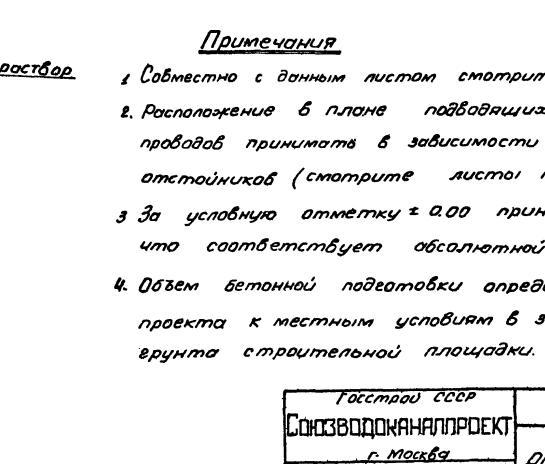 Примечания
раствор
1 Совместно с данным листом смотрит
2. Расположение в плане подводящих
проводов принимать в зависимости
отстойников (смотрите листы
3 За условную отметку ± 0.00 прин
что соответствует абсолютной
4. Объем бетонной подготовки опред
проекта к местным условиям в з
грунта строительной площадки.
Госстрой СССР
СОЮЗВОДОКАНАЛПРОЕКТ
г. Москва